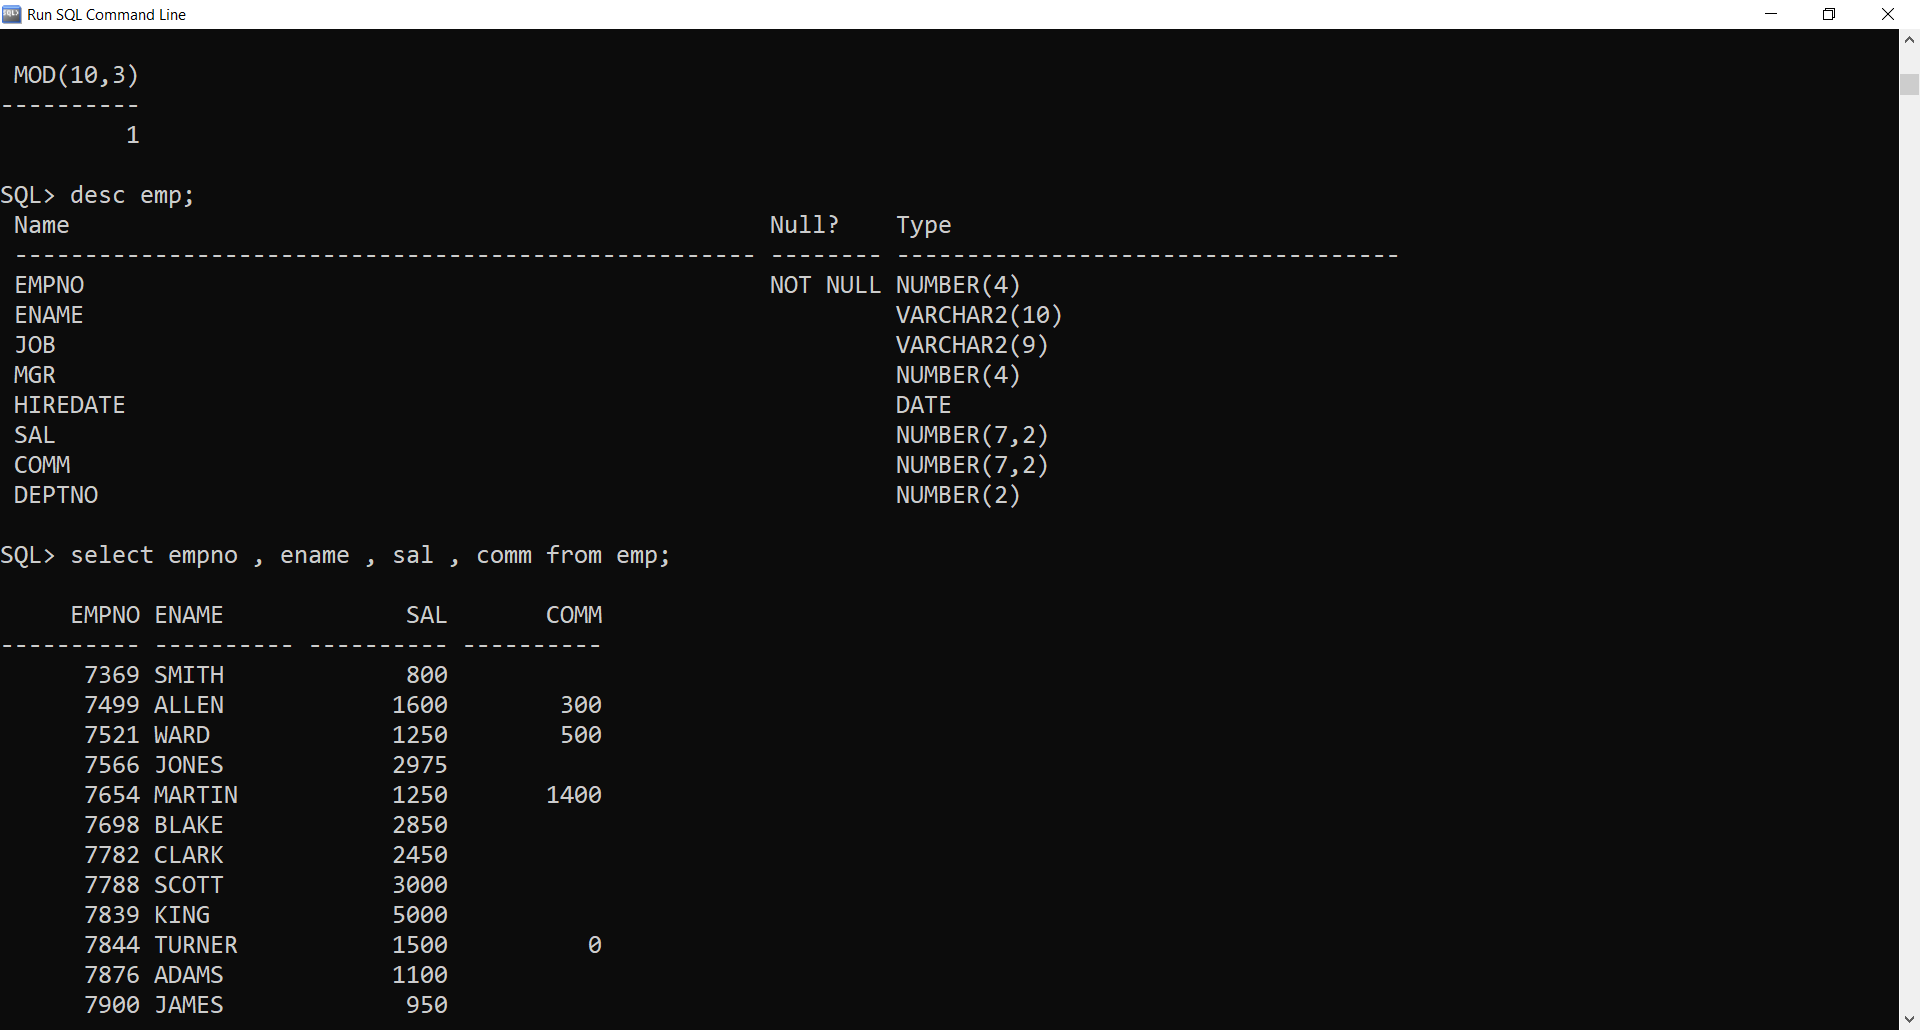 Run SQL Command Line
MOD(10,3)
----------
         1
SQL> desc emp;
 Name                                                  Null?    Type
 ----------------------------------------------------- -------- ------------------------------------
 EMPNO                                                 NOT NULL NUMBER(4)
 ENAME                                                          VARCHAR2(10)
 JOB                                                            VARCHAR2(9)
 MGR                                                            NUMBER(4)
 HIREDATE                                                       DATE
 SAL                                                            NUMBER(7,2)
 COMM                                                           NUMBER(7,2)
 DEPTNO                                                         NUMBER(2)
SQL> select empno , ename , sal , comm from emp;
     EMPNO ENAME             SAL       COMM
---------- ---------- ---------- ----------
      7369 SMITH             800
      7499 ALLEN            1600        300
      7521 WARD             1250        500
      7566 JONES            2975
      7654 MARTIN           1250       1400
      7698 BLAKE            2850
      7782 CLARK            2450
      7788 SCOTT            3000
      7839 KING             5000
      7844 TURNER           1500          0
      7876 ADAMS            1100
      7900 JAMES             950